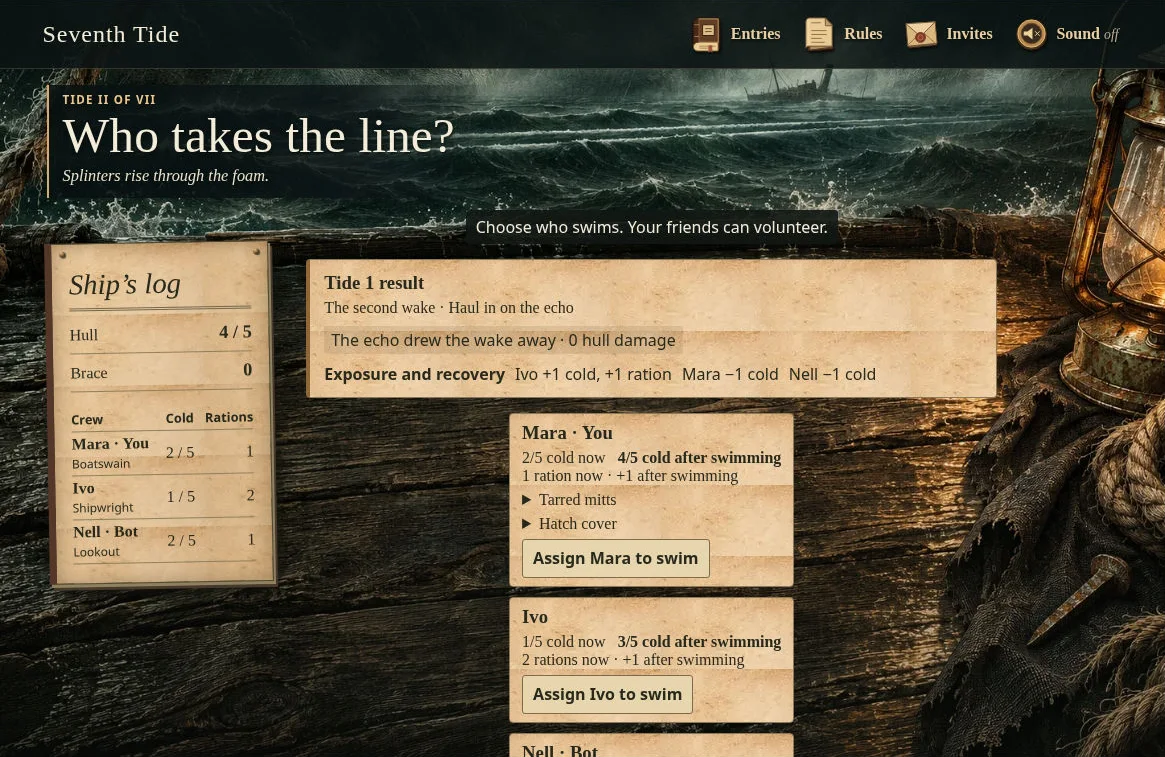 Seventh Tide
Entries
Rules
Invites
Sound off
TIDE II OF VII
Who takes the line?
Splinters rise through the foam.
Choose who swims. Your friends can volunteer.
Ship’s log
Hull 4 / 5
Brace 0
Crew Cold Rations
Mara · You 2 / 5 1
Boatswain
Ivo 1 / 5 2
Shipwright
Nell · Bot 2 / 5 1
Lookout
Tide 1 result
The second wake · Haul in on the echo
The echo drew the wake away · 0 hull damage
Exposure and recovery Ivo +1 cold, +1 ration Mara −1 cold Nell −1 cold
Mara · You
2/5 cold now 4/5 cold after swimming
1 ration now · +1 after swimming
Tarred mitts
Hatch cover
Assign Mara to swim
Ivo
1/5 cold now 3/5 cold after swimming
2 rations now · +1 after swimming
Assign Ivo to swim
Nell · Bot